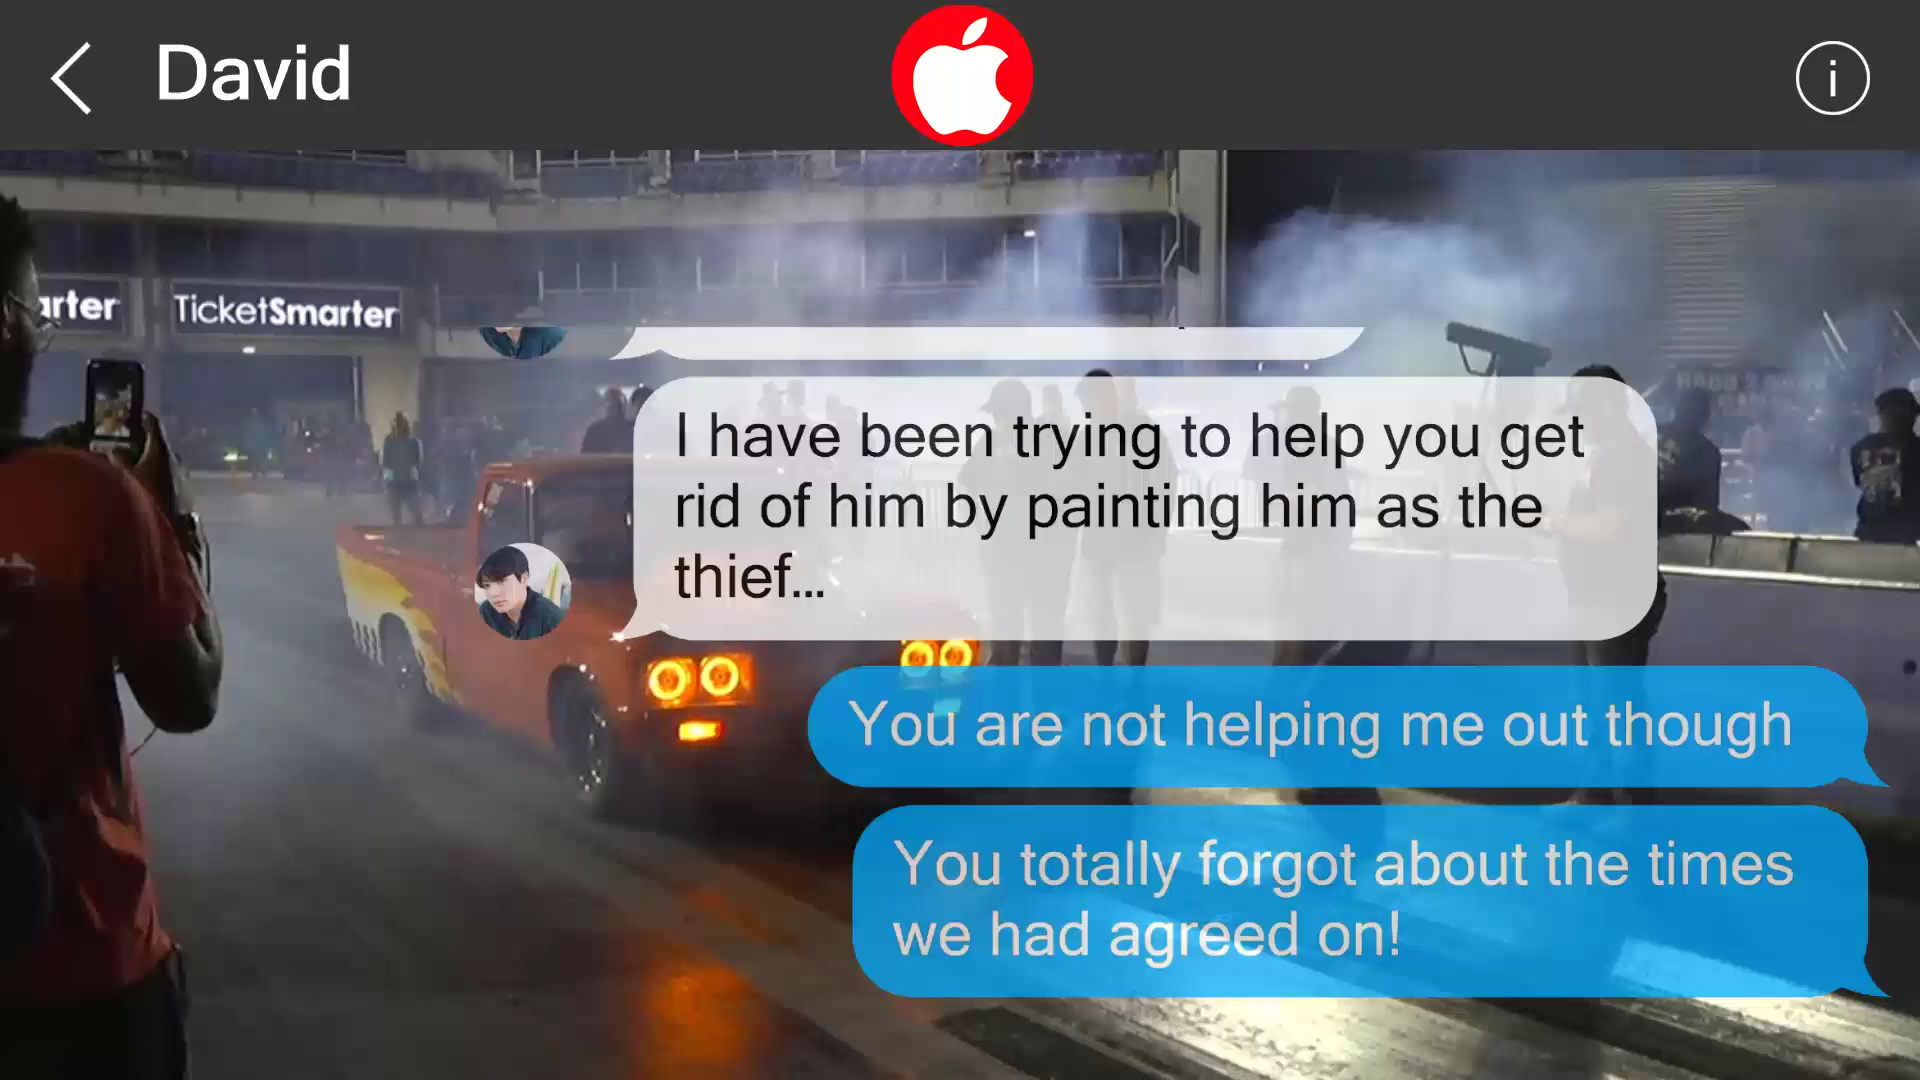 David
arter
TicketSmarter
I have been trying to help you get
rid of him by painting him as the
thief...
You are not helping me out though
You totally forgot about the times
we had agreed on!